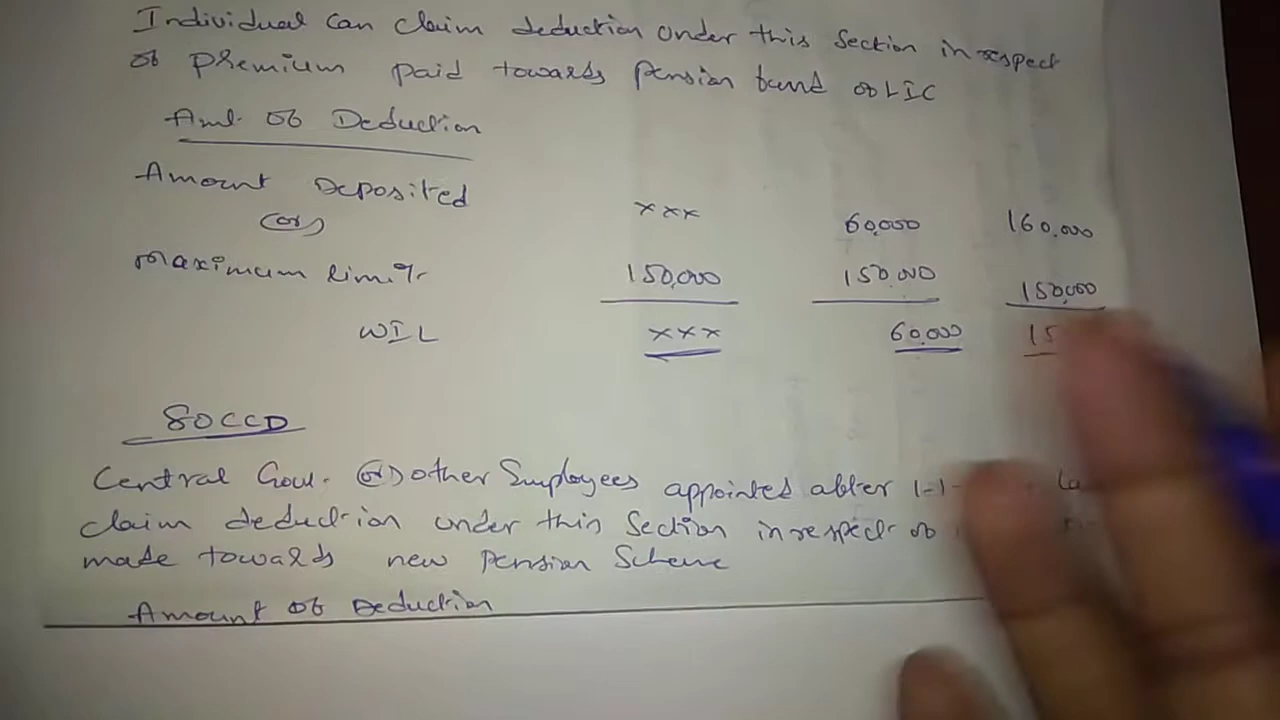 Individual can claim deduction under this Section in respect
of premium paid towards pension fund of LIC
Amt. of Deduction
Amount Deposited xxx 60,000 160,000
(or)
Maximum limit 150,000 150,000 150,000
WIL xxx 60,000 15
80CCD
Central Govt. (or) other Employees appointed after 1-1-
claim deduction under this Section in respect of
made towards new pension Scheme
Amount of Deduction